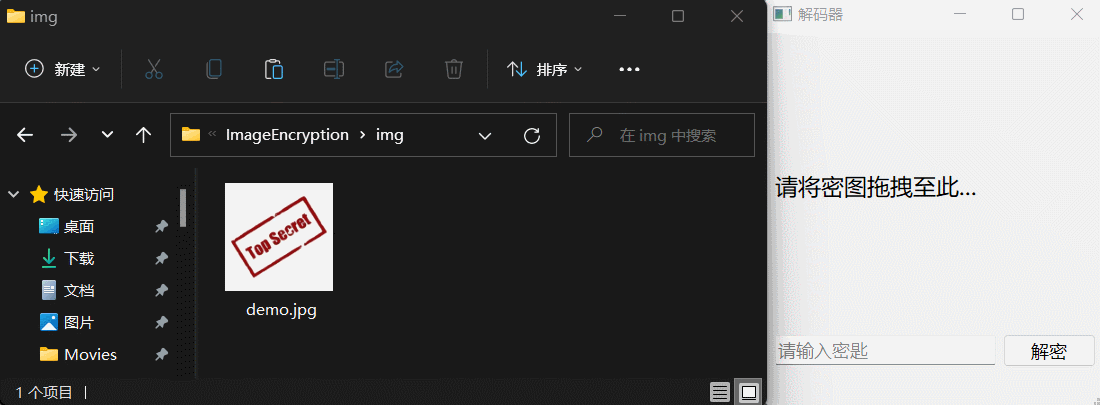 img
解码器
新建
排序
ImageEncryption
img
在 img 中搜索
快速访问
桌面
下载
文档
图片
Movies
Top Secret
demo.jpg
1 个项目
请将密图拖拽至此...
请输入密匙
解密